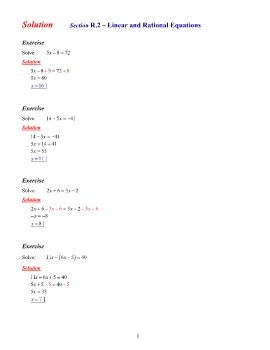 Solution Section R.2 – Linear and Rational Equations
Exercise
Solve: 5x – 8 = 72
Solution
5x – 8 + 8 = 72 + 8
5x = 80
x = 16
Exercise
Solve: 14 – 5x = –41
Solution
14 – 5x = –41
5x = 14 + 41
5x = 55
x = 11
Exercise
Solve: 2x + 6 = 3x – 2
Solution
2x + 6 – 3x – 6 = 3x – 2 – 3x – 6
–x = –8
x = 8
Exercise
Solve: 11x – (6x – 5) = 40
Solution
11x – 6x + 5 = 40
5x + 5 – 5 = 40 – 5
5x = 35
x = 7
1